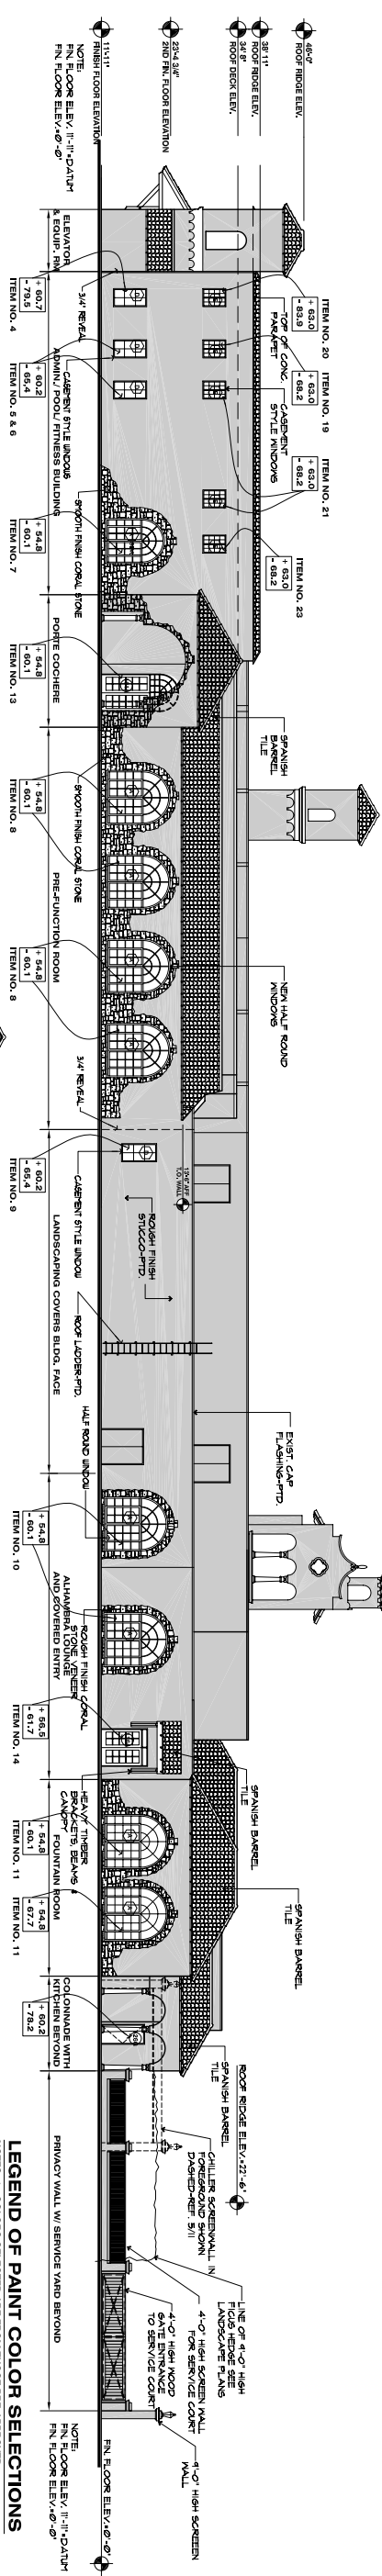 46'-0"
ROOF RIDGE ELEV.
38' 11"
ROOF RIDGE ELEV.
34' 8"
ROOF DECK ELEV.
23'-4 3/4"
2ND FIN. FLOOR ELEVATION
11'-11"
FINISH FLOOR ELEVATION
NOTE:
FIN. FLOOR ELEV. 11'-11"=DATUM
FIN. FLOOR ELEV.=0'-0"
ITEM NO. 20
+ 63.0
- 83.9
ITEM NO. 19
+ 63.0
- 68.2
ITEM NO. 21
+ 63.0
- 68.2
ITEM NO. 23
+ 63.0
- 68.2
TOP OF CONC.
PARAPET
CASEMENT
STYLE WINDOWS
SPANISH
BARREL
TILE
NEW HALF ROUND
WINDOWS
T.O. WALL
ROUGH FINISH
STUCCO-PTD.
EXIST. CAP
FLASHING-PTD.
SPANISH BARREL
TILE
SPANISH BARREL
TILE
SPANISH BARREL
TILE
ROOF RIDGE ELEV.=22'-6"
CHILLER SCREENWALL IN
FOREGROUND SHOWN
DASHED-REF. 5/11
LINE OF 9'-0" HIGH
FICUS HEDGE SEE
LANDSCAPE PLANS
4'-0" HIGH SCREEN WALL
FOR SERVICE COURT
4'-0" HIGH WOOD
GATE ENTRANCE
TO SERVICE COURT
9'-0" HIGH SCREEN
WALL
FIN. FLOOR ELEV.=0'-0"
3/4" REVEAL
CASEMENT STYLE WINDOWS
SMOOTH FINISH CORAL STONE
SMOOTH FINISH CORAL STONE
3/4" REVEAL
CASEMENT STYLE WINDOW
ROOF LADDER-PTD.
HALF ROUND WINDOW
ROUGH FINISH CORAL
STONE VENEER
HEAVY TIMBER
BRACKETS, BEAMS &
CANOPY
ELEVATOR
& EQUIP. RM
ADMIN./ POOL/ FITNESS BUILDING
PORTE COCHERE
PRE-FUNCTION ROOM
LANDSCAPING COVERS BLDG. FACE
ALHAMBRA LOUNGE
AND COVERED ENTRY
FOUNTAIN ROOM
COLONNADE WITH
KITCHEN BEYOND
PRIVACY WALL W/ SERVICE YARD BEYOND
+ 60.7
- 79.5
ITEM NO. 4
+ 60.2
- 65.4
ITEM NO. 5 & 6
+ 54.8
- 60.1
ITEM NO. 7
+ 54.8
- 60.1
ITEM NO. 13
+ 54.8
- 60.1
ITEM NO. 8
+ 54.8
- 60.1
ITEM NO. 8
+ 60.2
- 65.4
ITEM NO. 9
+ 54.8
- 60.1
ITEM NO. 10
+ 56.5
- 61.7
ITEM NO. 14
+ 54.8
- 60.1
ITEM NO. 11
+ 54.8
- 67.7
ITEM NO. 11
+ 60.2
- 78.2
NOTE:
FIN. FLOOR ELEV. 11'-11"=DATUM
FIN. FLOOR ELEV.=0'-0"
LEGEND OF PAINT COLOR SELECTIONS